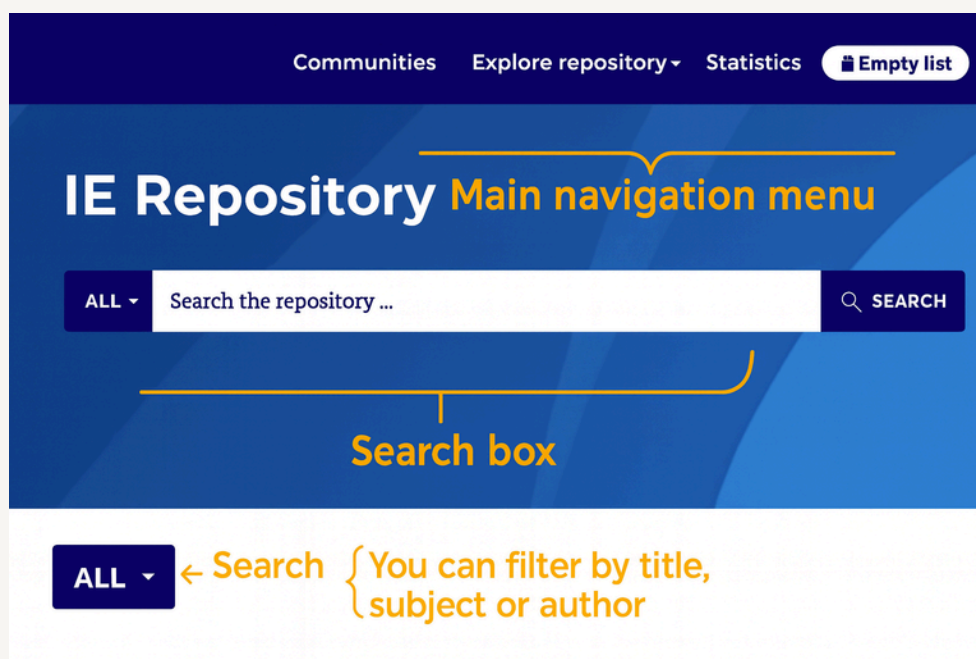 Communities Explore repository Statistics Empty list
IE Repository Main navigation menu
ALL Search the repository ... SEARCH
Search box
ALL ← Search { You can filter by title,
subject or author